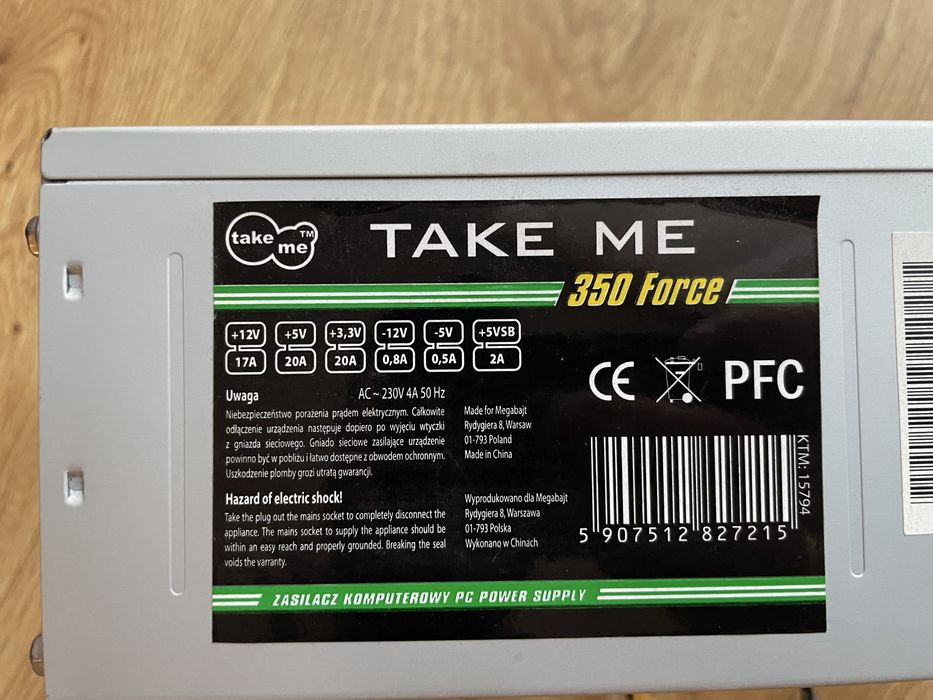 take me TM
TAKE ME
350 Force
+12V +5V +3,3V -12V -5V +5VSB
17A 20A 20A 0,8A 0,5A 2A
Uwaga AC ~ 230V 4A 50 Hz
Niebezpieczeństwo porażenia prądem elektrycznym. Całkowite
odłączenie urządzenia następuje dopiero po wyjęciu wtyczki
z gniazda sieciowego. Gniado sieciowe zasilające urządzenie
powinno być w pobliżu i łatwo dostępne z obwodem ochronnym.
Uszkodzenie plomby grozi utratą gwarancji.
Made for Megabajt
Rydygiera 8, Warsaw
01-793 Poland
Made in China
Hazard of electric shock!
Take the plug out the mains socket to completely disconnect the
appliance. The mains socket to supply the appliance should be
within an easy reach and properly grounded. Breaking the seal
voids the varranty.
Wyprodukowano dla Megabajt
Rydygiera 8, Warszawa
01-793 Polska
Wykonano w Chinach
CE PFC
KTM: 15794
5 907512 827215
ZASILACZ KOMPUTEROWY PC POWER SUPPLY